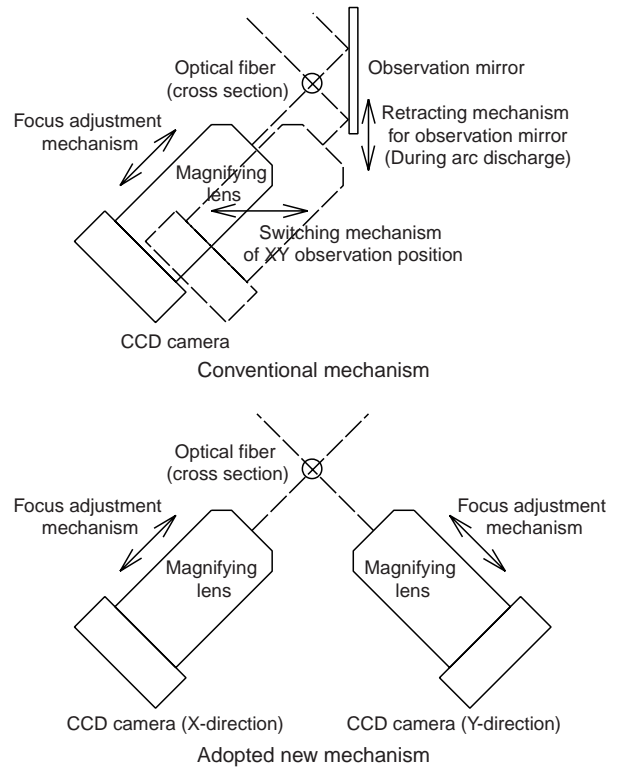 Optical fiber
(cross section)
Observation mirror
Focus adjustment
mechanism
Retracting mechanism
for observation mirror
(During arc discharge)
Magnifying
lens
Switching mechanism
of XY observation position
CCD camera
Conventional mechanism
Optical fiber
(cross section)
Focus adjustment
mechanism
Focus adjustment
mechanism
Magnifying
lens
Magnifying
lens
CCD camera (X-direction)
CCD camera (Y-direction)
Adopted new mechanism